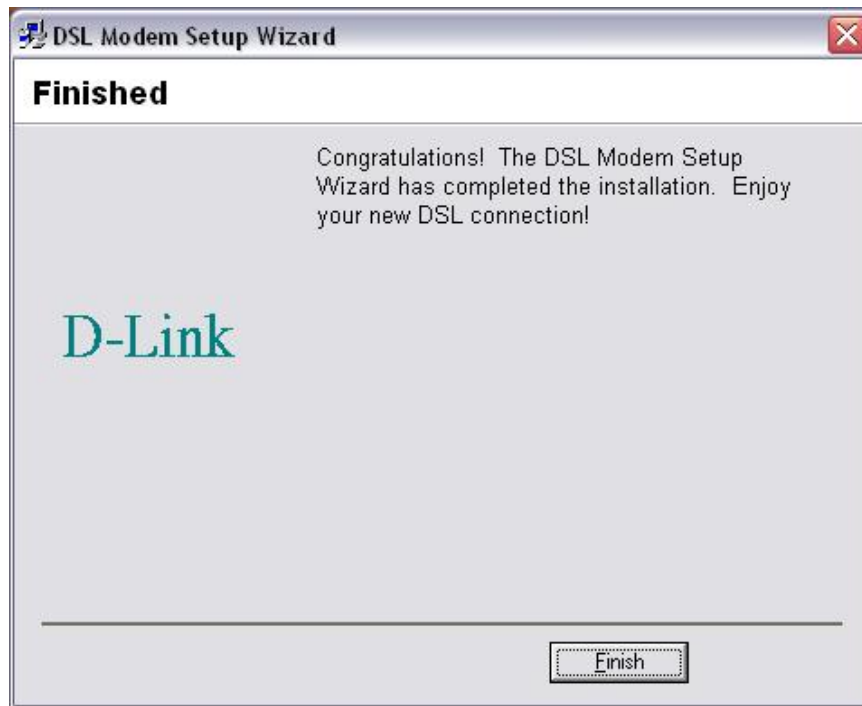 DSL Modem Setup Wizard
Finished
Congratulations!  The DSL Modem Setup
Wizard has completed the installation.  Enjoy
your new DSL connection!
D-Link
Finish